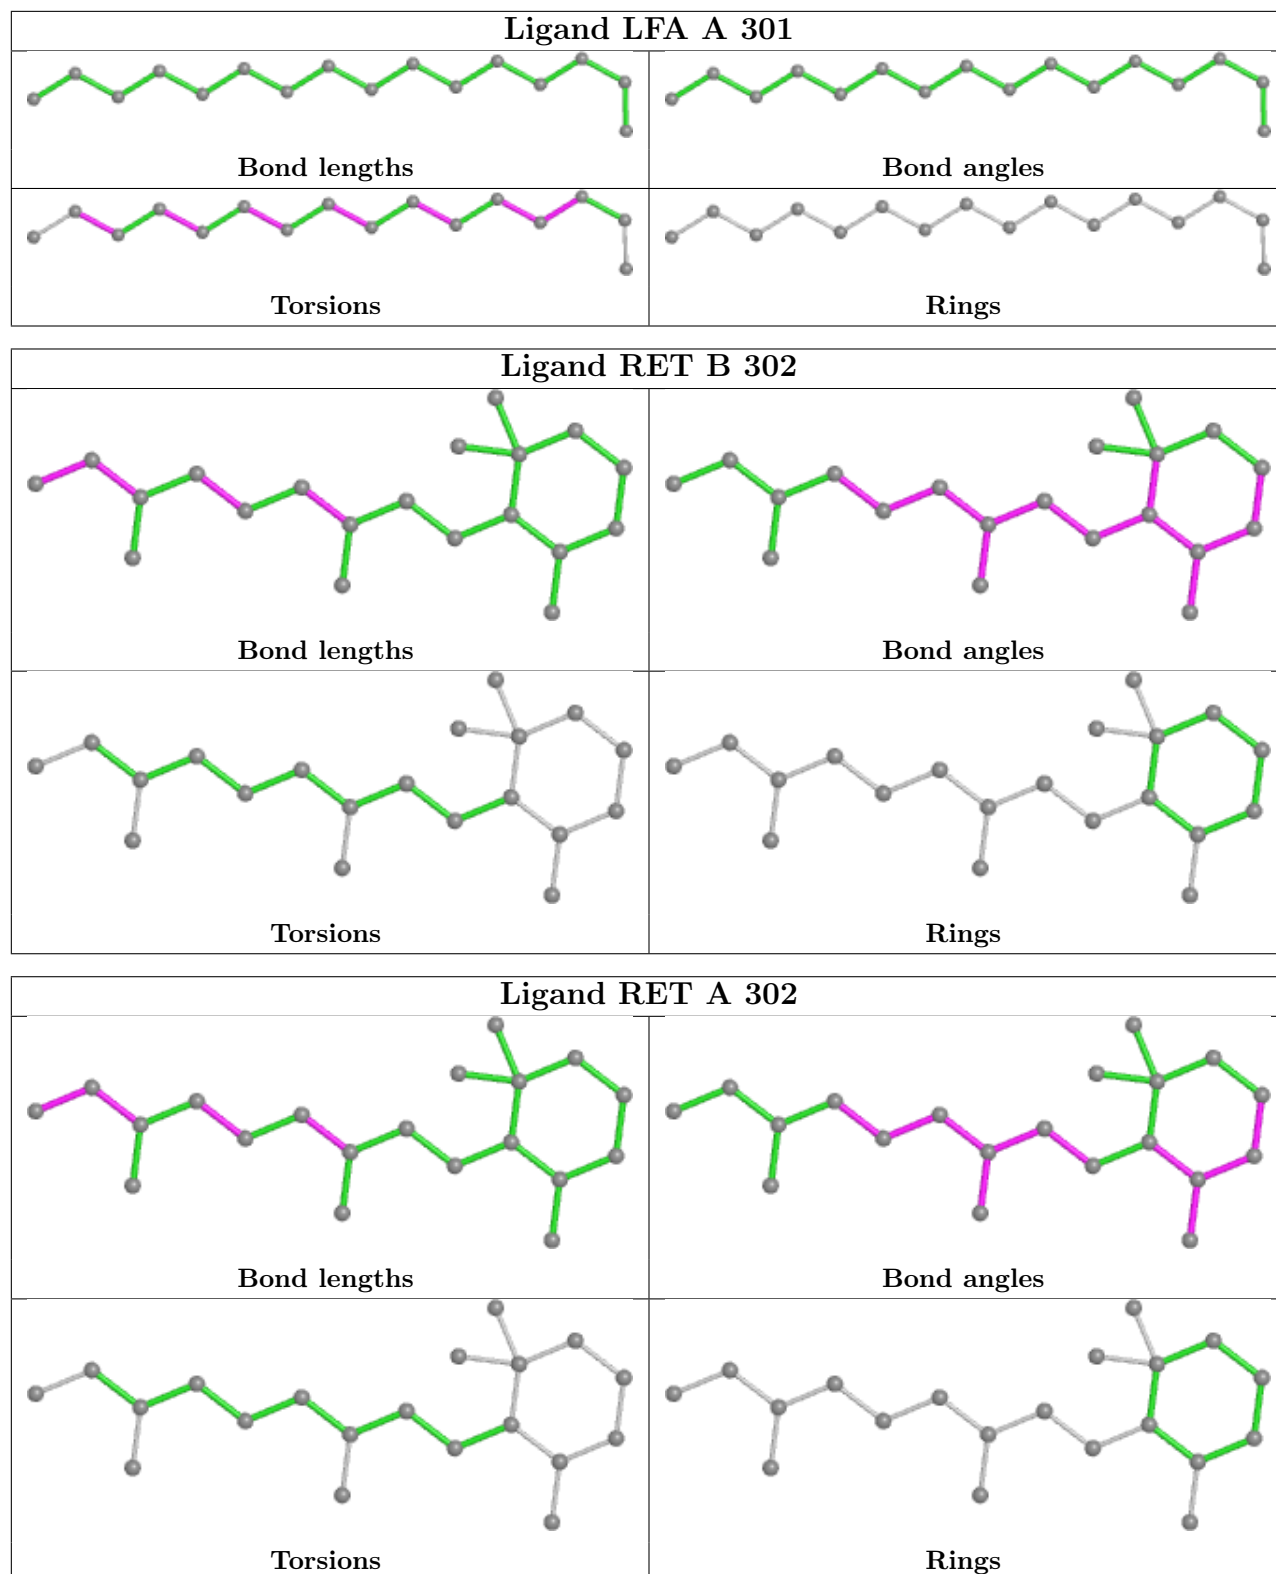 Ligand LFA A 301
Bond lengths
Bond angles
Torsions
Rings
Ligand RET B 302
Bond lengths
Bond angles
Torsions
Rings
Ligand RET A 302
Bond lengths
Bond angles
Torsions
Rings